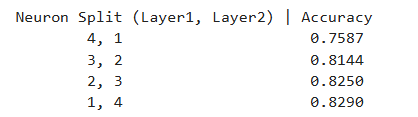 Neuron Split (Layer1, Layer2) | Accuracy
4, 1 0.7587
3, 2 0.8144
2, 3 0.8250
1, 4 0.8290